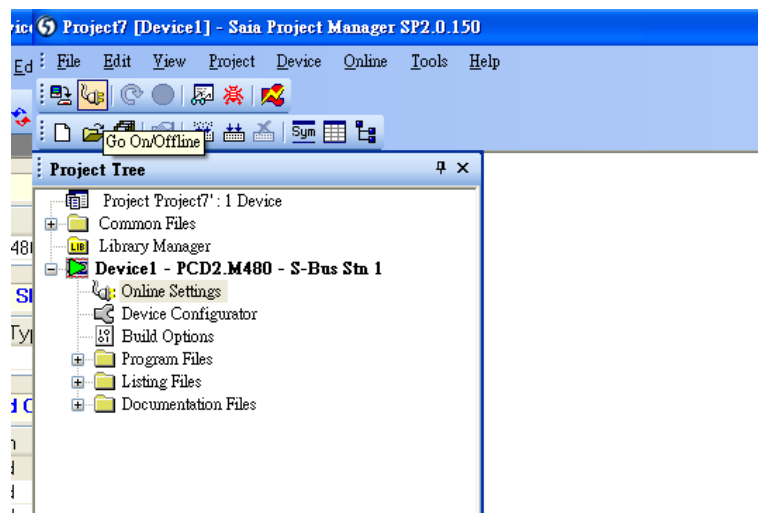 Project7 [Device1] - Saia Project Manager SP2.0.150
Ed File Edit View Project Device Online Tools Help
Sym
Go On/Offline
Project Tree
Project 'Project7' : 1 Device
Common Files
LIB Library Manager
Device1 - PCD2.M480 - S-Bus Stn 1
Online Settings
Device Configurator
Build Options
Program Files
Listing Files
Documentation Files